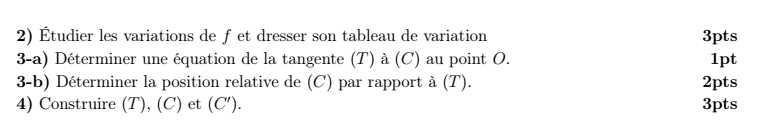 2) Étudier les variations de f et dresser son tableau de variation 3pts
3-a) Déterminer une équation de la tangente (T) à (C) au point O. 1pt
3-b) Déterminer la position relative de (C) par rapport à (T). 2pts
4) Construire (T), (C) et (C′). 3pts